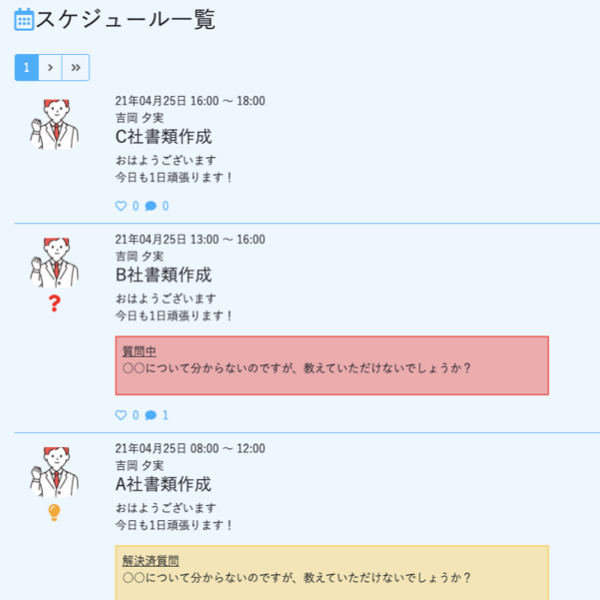 スケジュール一覧
1 › »
21年04月25日 16:00 〜 18:00
吉岡 夕実
C社書類作成
おはようございます
今日も1日頑張ります！
0 0
21年04月25日 13:00 〜 16:00
吉岡 夕実
B社書類作成
おはようございます
今日も1日頑張ります！
?
質問中
〇〇について分からないのですが、教えていただけないでしょうか？
0 1
21年04月25日 08:00 〜 12:00
吉岡 夕実
A社書類作成
おはようございます
今日も1日頑張ります！
解決済質問
〇〇について分からないのですが、教えていただけないでしょうか？